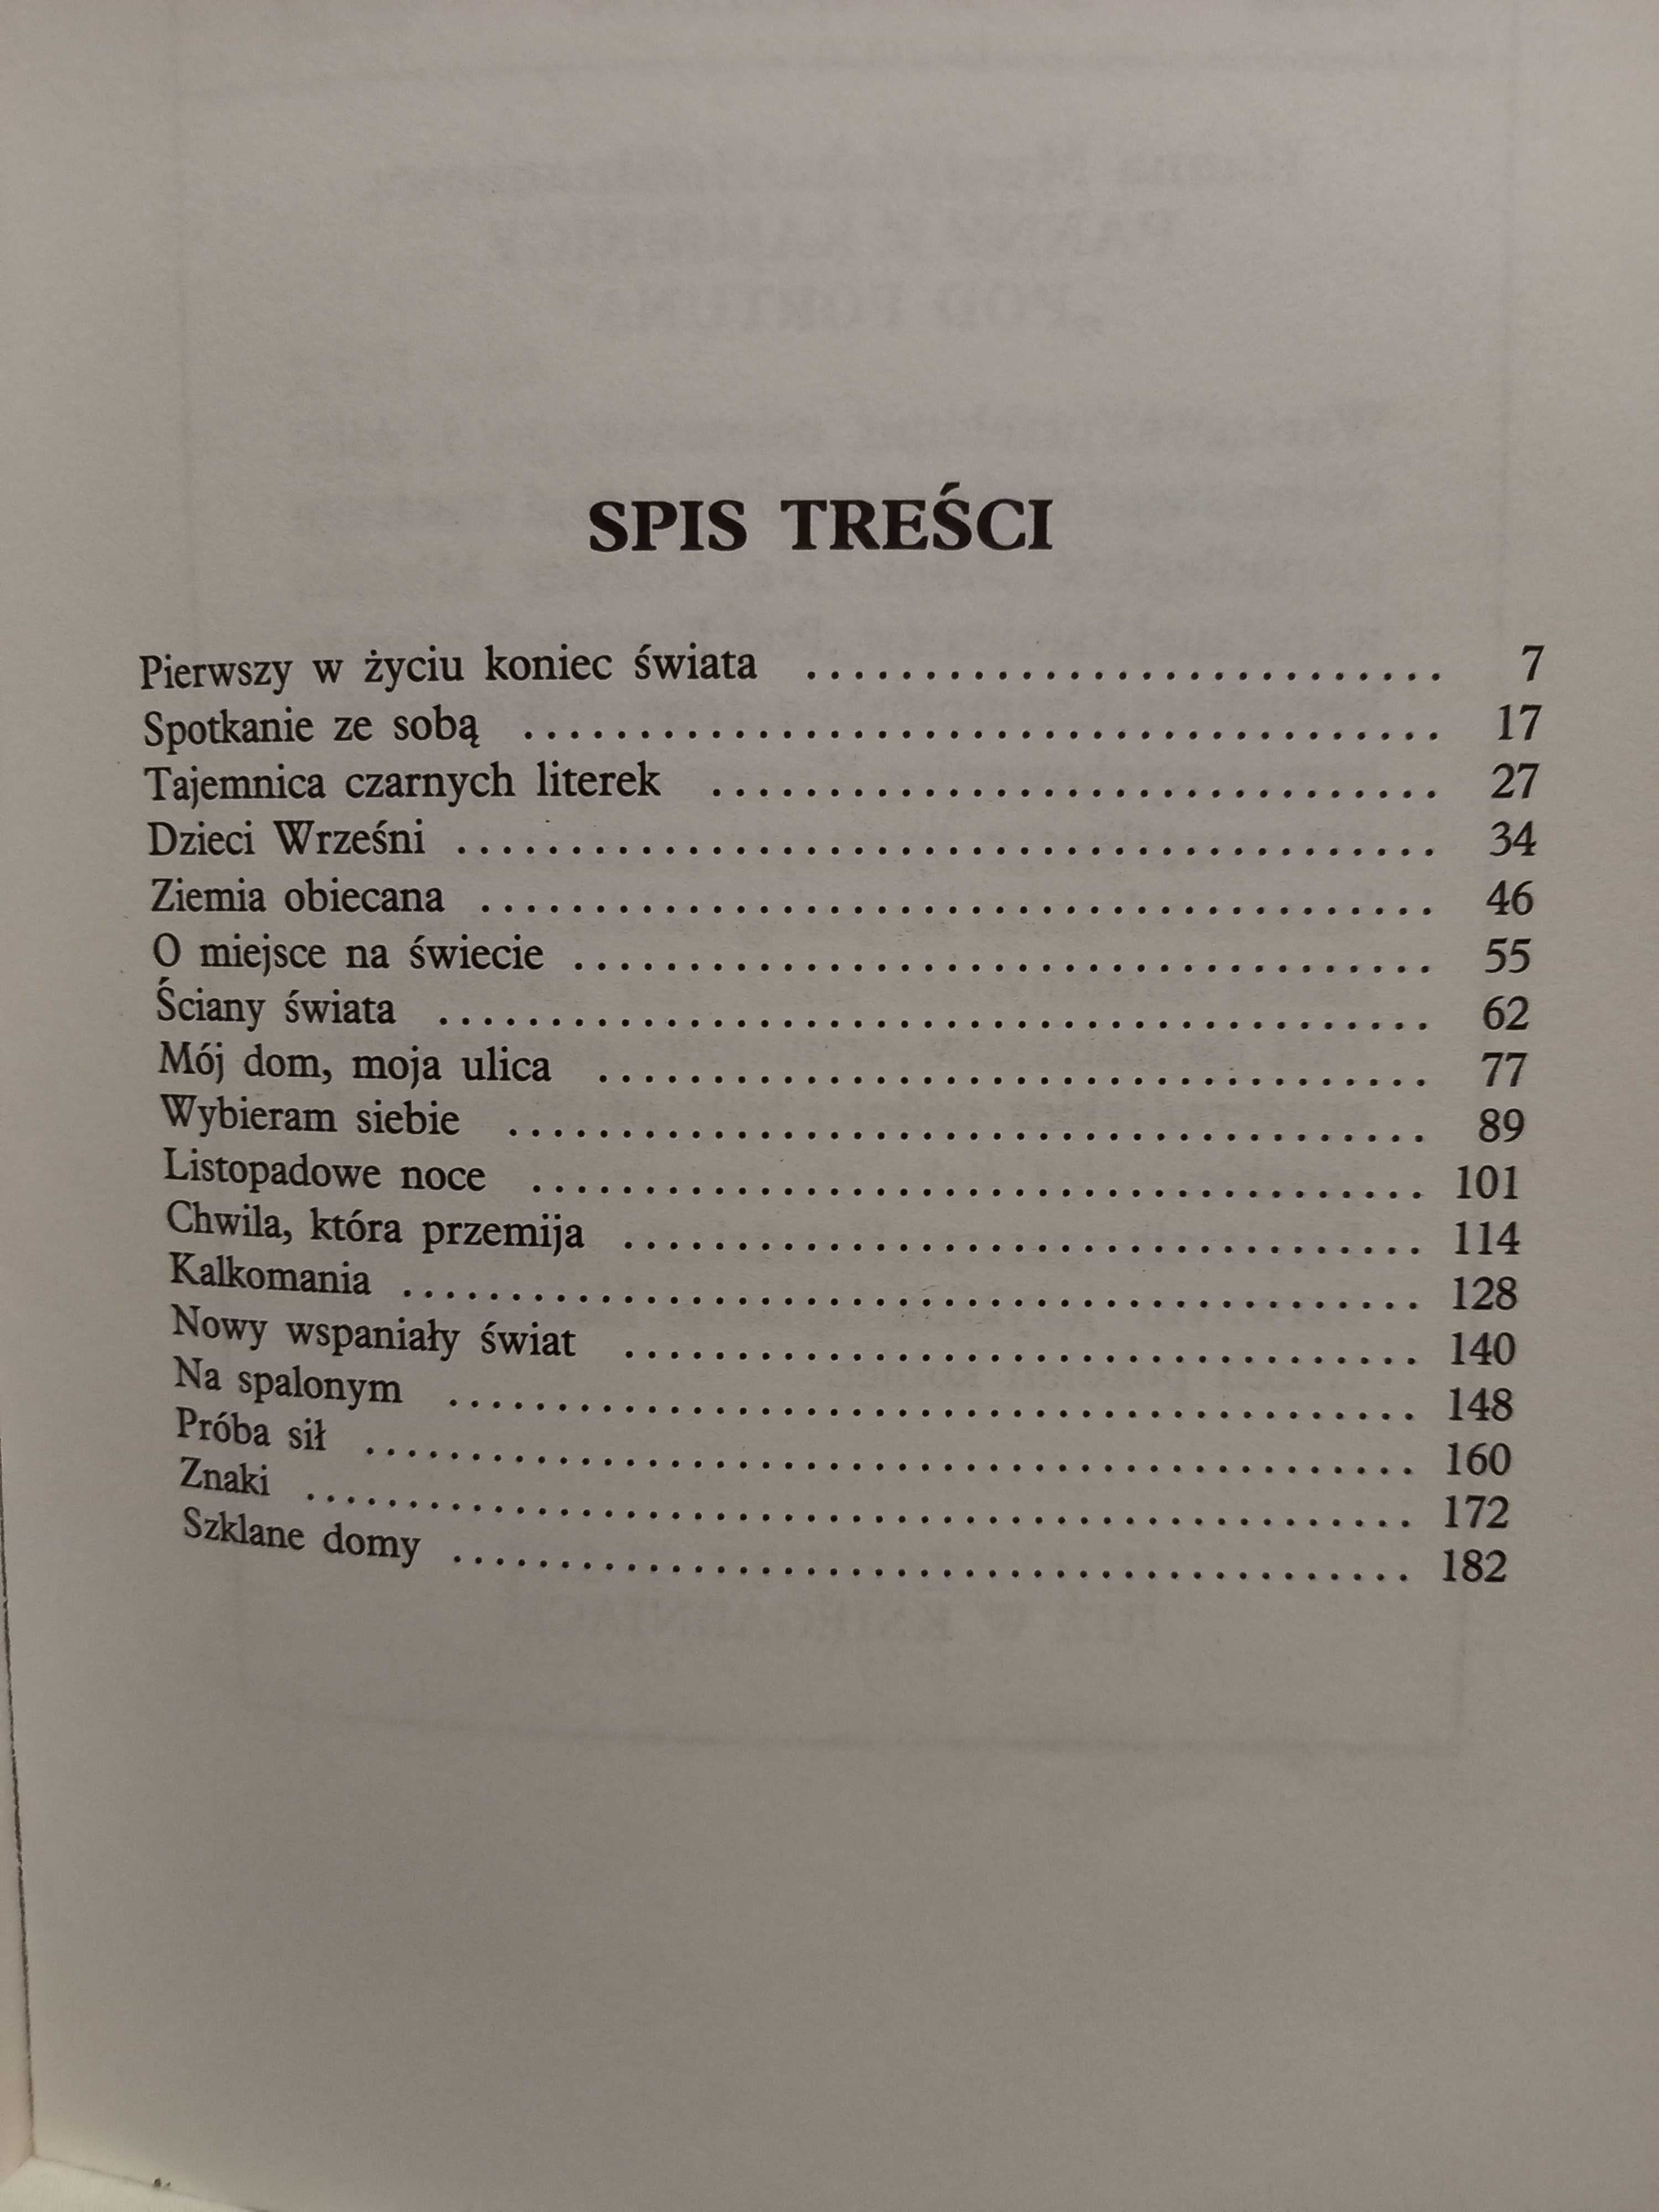 SPIS TREŚCI
Pierwszy w życiu koniec świata ........................... 7
Spotkanie ze sobą ....................................... 17
Tajemnica czarnych literek ............................... 27
Dzieci Wrześni .......................................... 34
Ziemia obiecana ......................................... 46
O miejsce na świecie ..................................... 55
Ściany świata ........................................... 62
Mój dom, moja ulica ..................................... 77
Wybieram siebie ......................................... 89
Listopadowe noce ........................................ 101
Chwila, która przemija ................................... 114
Kalkomania .............................................. 128
Nowy wspaniały świat .................................... 140
Na spalonym ............................................. 148
Próba sił ............................................... 160
Znaki ................................................... 172
Szklane domy ............................................ 182